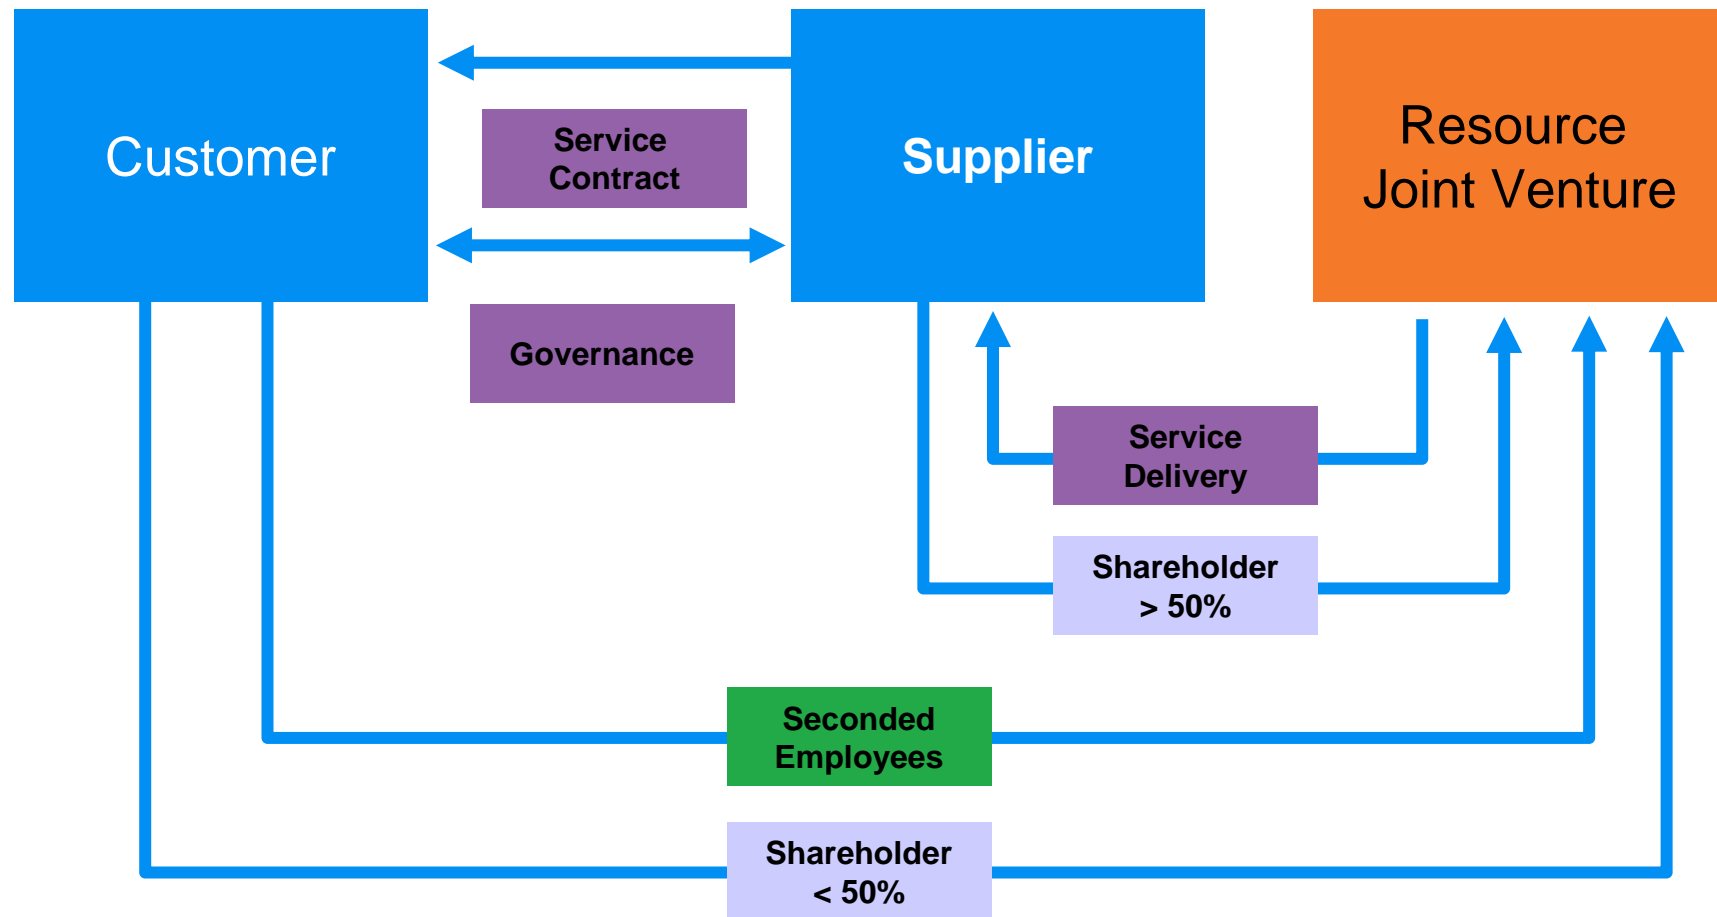 Customer
Service
Contract
Supplier
Resource
Joint Venture
Governance
Service
Delivery
Shareholder
> 50%
Seconded
Employees
Shareholder
< 50%